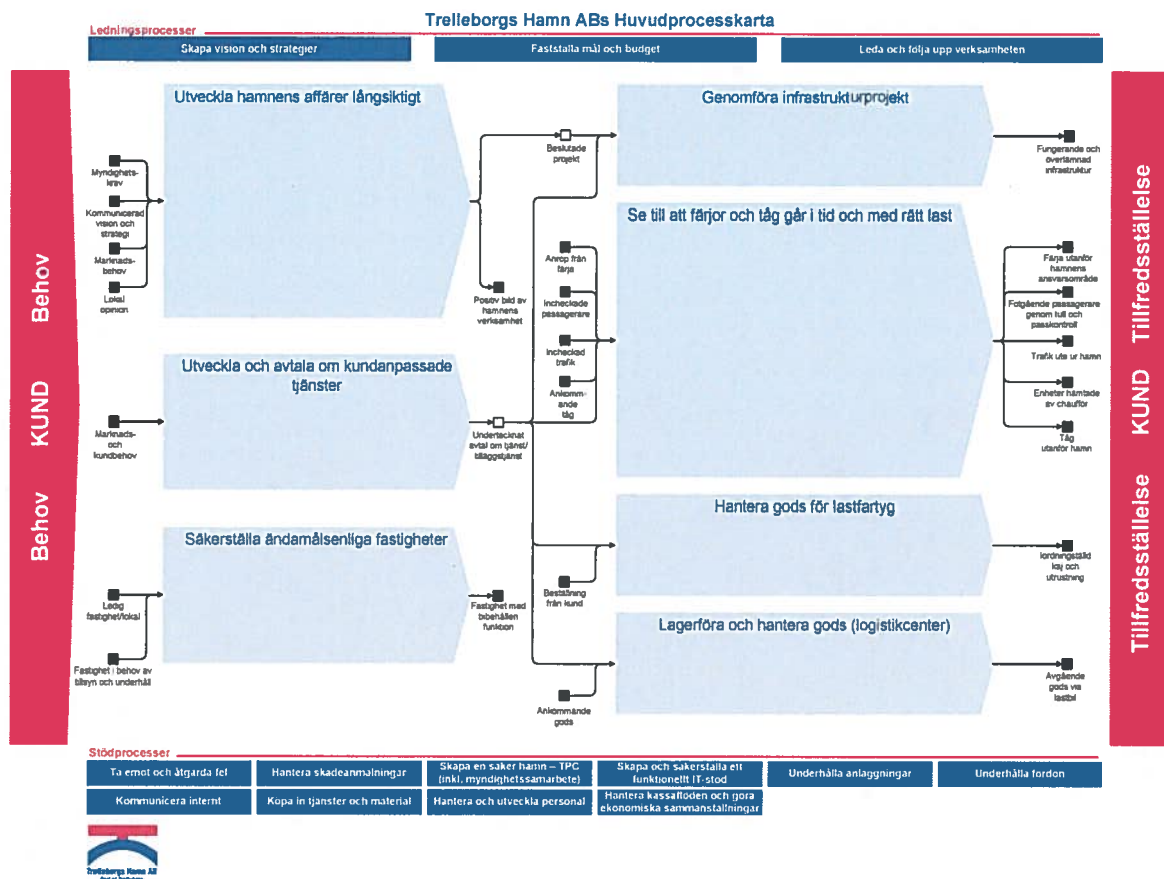 Trelleborgs Hamn ABs Huvudprocesskarta
Ledningsprocesser
Skapa vision och strategier
Fastställa mål och budget
Leda och följa upp verksamheten
Behov
KUND
Behov
Utveckla hamnens affärer långsiktigt
Myndighets-
krav
Kommunicerad
vision och
strategi
Marknads-
behov
Lokal
opinion
Beslutade
projekt
Positiv bild av
hamnens
verksamhet
Utveckla och avtala om kundanpassade
tjänster
Marknads-
och
kundbehov
Undertecknat
avtal om tjänst/
tilläggstjänst
Säkerställa ändamålsenliga fastigheter
Ledig
fastighet/lokal
Fastighet i behov av
tillsyn och underhåll
Fastighet med
bibehållen
funktion
Genomföra infrastrukturprojekt
Fungerande och
överlämnad
infrastruktur
Se till att färjor och tåg går i tid och med rätt last
Anrop från
färja
Incheckade
passagerare
Incheckad
trafik
Ankomm-
ande
tåg
Färja utanför
hamnens
ansvarsområde
Fotgående passagerare
genom tull och
passkontroll
Trafik ute ur hamn
Enheter hämtade
av chaufför
Tåg
utanför hamn
Hantera gods för lastfartyg
Beställning
från kund
Iordningställd
kaj och
utrustning
Lagerföra och hantera gods (logistikcenter)
Ankommande
gods
Avgående
gods via
lastbil
Tillfredsställelse
KUND
Tillfredsställelse
Stödprocesser
Ta emot och åtgärda fel
Hantera skadeanmälningar
Skapa en säker hamn – TPC
(inkl. myndighetssamarbete)
Skapa och säkerställa ett
funktionellt IT-stöd
Underhålla anläggningar
Underhålla fordon
Kommunicera internt
Köpa in tjänster och material
Hantera och utveckla personal
Hantera kassaflöden och göra
ekonomiska sammanställningar
Trelleborgs Hamn AB